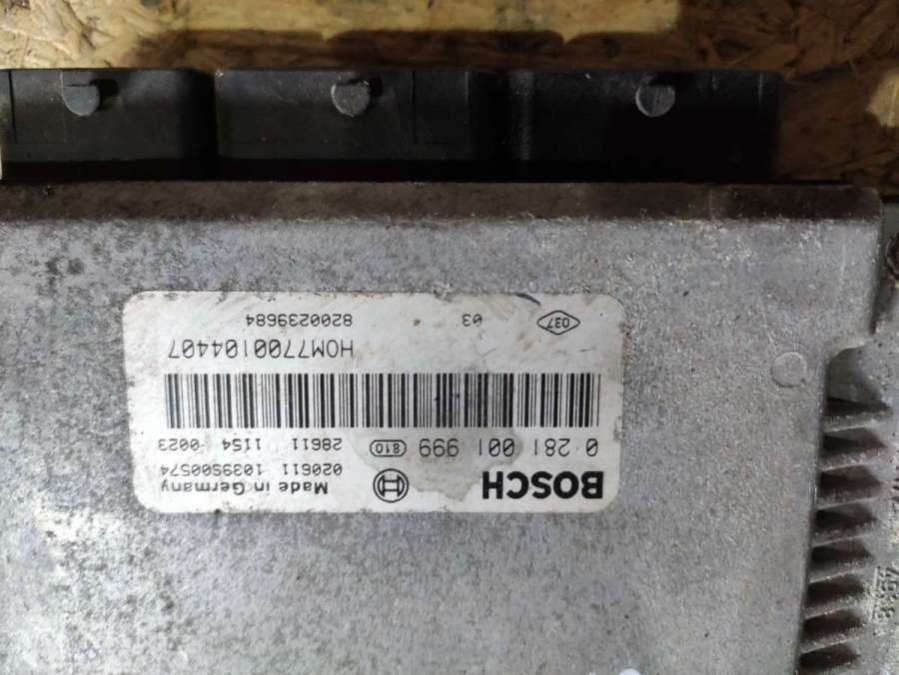 BOSCH Made in Germany
020611 1039S00574
0 281 001 999 810 28611 1154 0023
HOM7700104407
037 03 8200239684